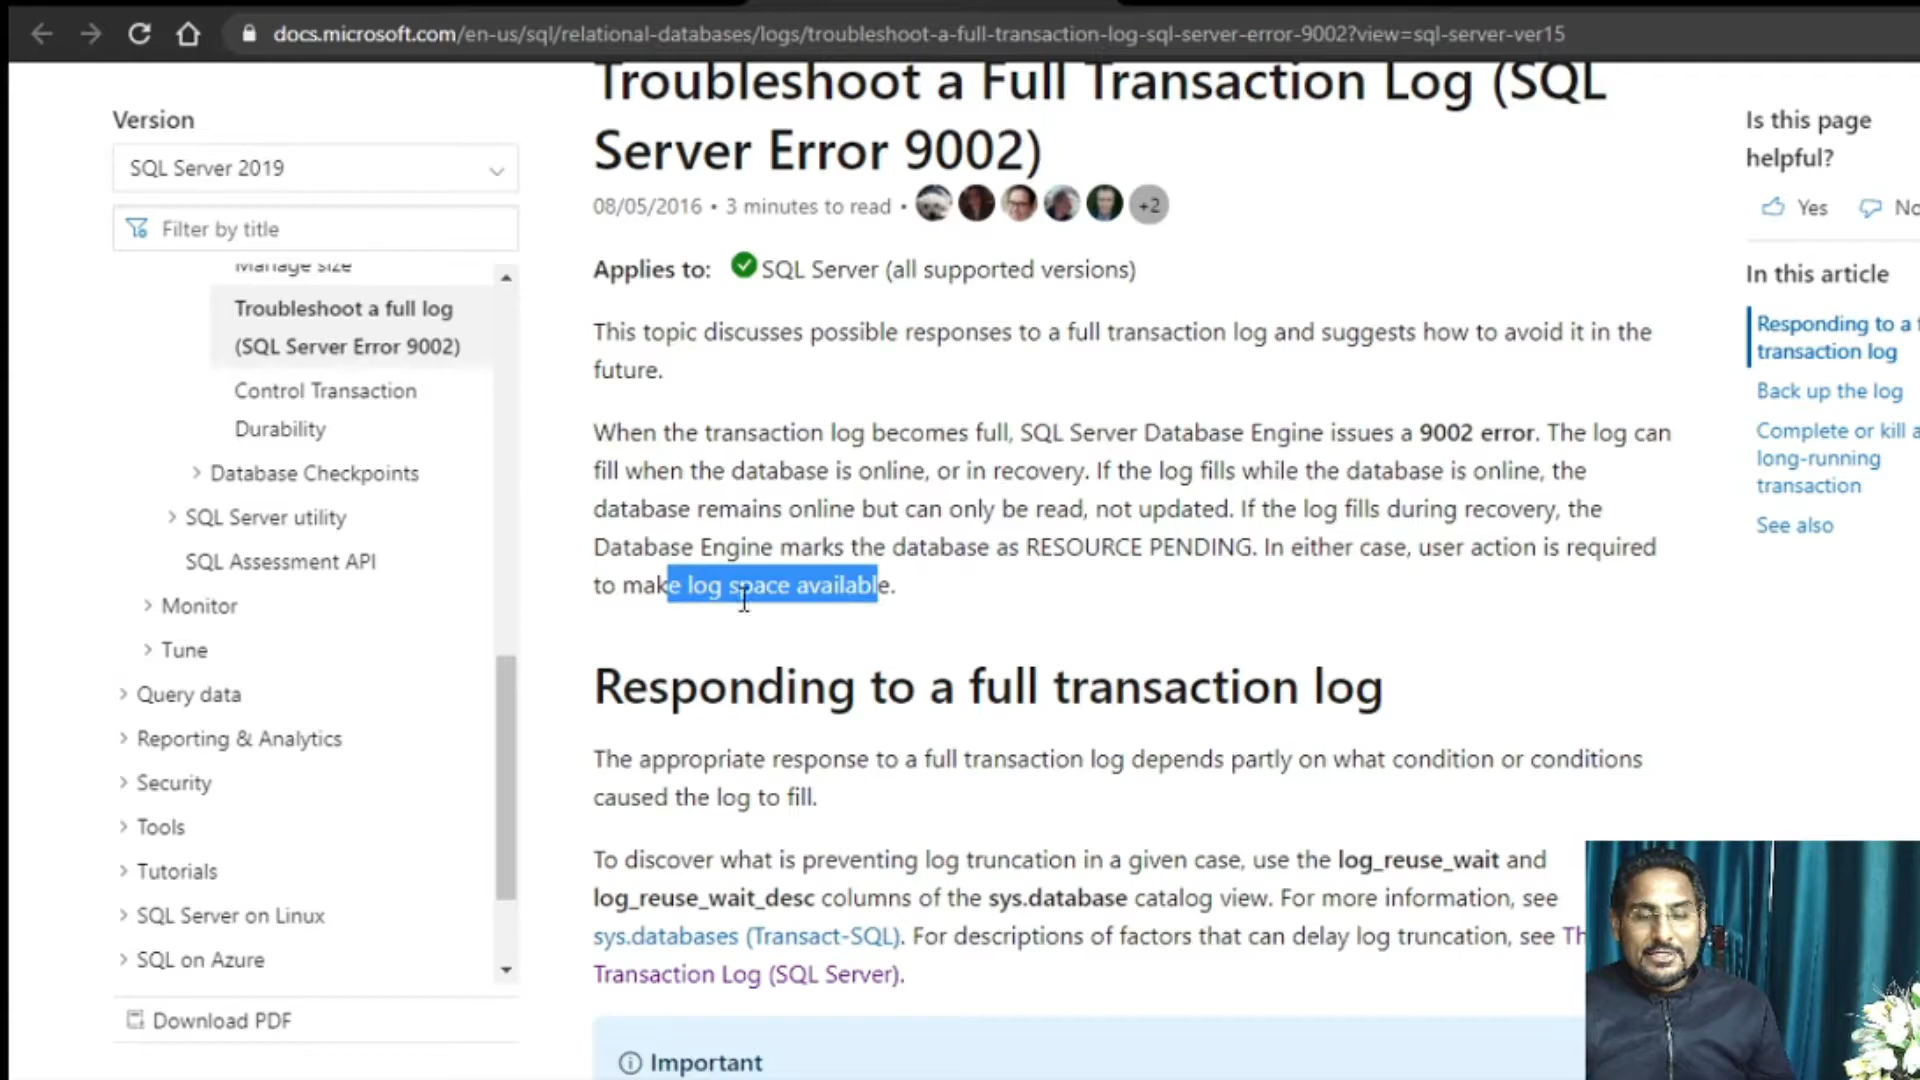 docs.microsoft.com/en-us/sql/relational-databases/logs/troubleshoot-a-full-transaction-log-sql-server-error-9002?view=sql-server-ver15
Version
SQL Server 2019
Filter by title
Manage size
Troubleshoot a full log
(SQL Server Error 9002)
Control Transaction
Durability
Database Checkpoints
SQL Server utility
SQL Assessment API
Monitor
Tune
Query data
Reporting & Analytics
Security
Tools
Tutorials
SQL Server on Linux
SQL on Azure
Download PDF
Troubleshoot a Full Transaction Log (SQL
Server Error 9002)
08/05/2016 • 3 minutes to read • +2
Applies to: SQL Server (all supported versions)
This topic discusses possible responses to a full transaction log and suggests how to avoid it in the
future.
When the transaction log becomes full, SQL Server Database Engine issues a 9002 error. The log can
fill when the database is online, or in recovery. If the log fills while the database is online, the
database remains online but can only be read, not updated. If the log fills during recovery, the
Database Engine marks the database as RESOURCE PENDING. In either case, user action is required
to make log space available.
Responding to a full transaction log
The appropriate response to a full transaction log depends partly on what condition or conditions
caused the log to fill.
To discover what is preventing log truncation in a given case, use the log_reuse_wait and
log_reuse_wait_desc columns of the sys.database catalog view. For more information, see
sys.databases (Transact-SQL). For descriptions of factors that can delay log truncation, see Th
Transaction Log (SQL Server).
Important
Is this page
helpful?
Yes No
In this article
Responding to a f
transaction log
Back up the log
Complete or kill a
long-running
transaction
See also